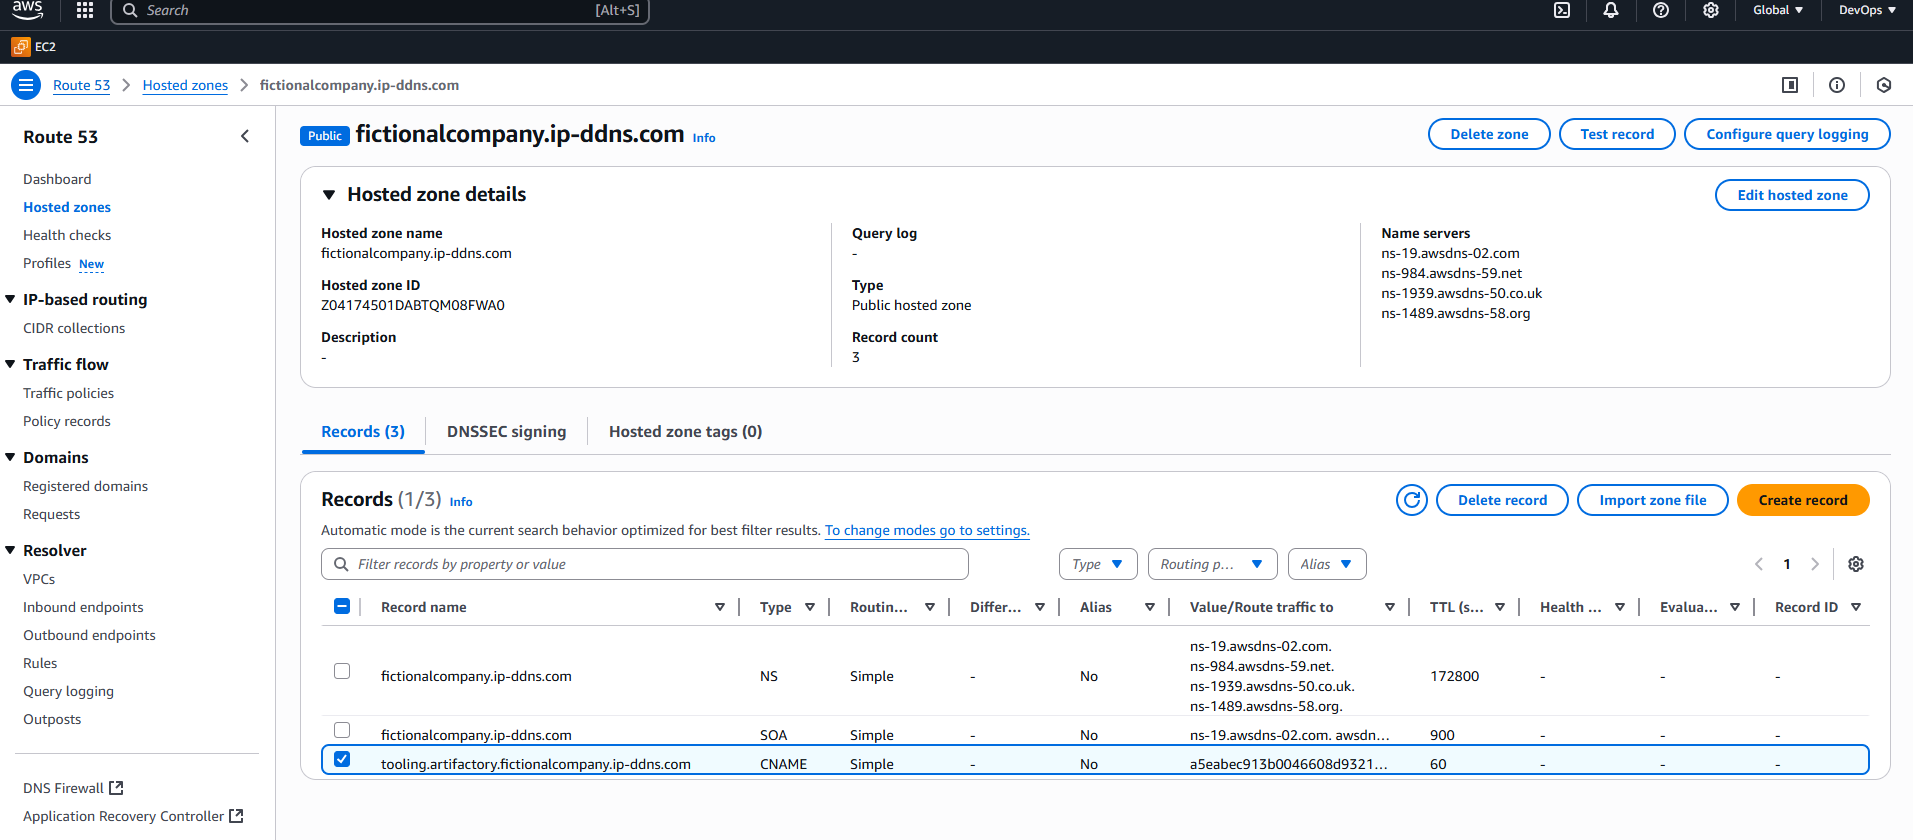 aws
Search
[Alt+S]
Global
DevOps
EC2
Route 53
Hosted zones
fictionalcompany.ip-ddns.com
Route 53
Dashboard
Hosted zones
Health checks
Profiles New
IP-based routing
CIDR collections
Traffic flow
Traffic policies
Policy records
Domains
Registered domains
Requests
Resolver
VPCs
Inbound endpoints
Outbound endpoints
Rules
Query logging
Outposts
DNS Firewall
Application Recovery Controller
Public fictionalcompany.ip-ddns.com Info
Delete zone
Test record
Configure query logging
Hosted zone details
Edit hosted zone
Hosted zone name
fictionalcompany.ip-ddns.com
Hosted zone ID
Z04174501DABTQM08FWA0
Description
-
Query log
-
Type
Public hosted zone
Record count
3
Name servers
ns-19.awsdns-02.com
ns-984.awsdns-59.net
ns-1939.awsdns-50.co.uk
ns-1489.awsdns-58.org
Records (3)
DNSSEC signing
Hosted zone tags (0)
Records (1/3) Info
Delete record
Import zone file
Create record
Automatic mode is the current search behavior optimized for best filter results. To change modes go to settings.
Filter records by property or value
Type
Routing p...
Alias
1
Record name Type Routin... Differ... Alias Value/Route traffic to TTL (s... Health ... Evalua... Record ID
ns-19.awsdns-02.com.
ns-984.awsdns-59.net.
fictionalcompany.ip-ddns.com NS Simple - No 172800 - - -
ns-1939.awsdns-50.co.uk.
ns-1489.awsdns-58.org.
fictionalcompany.ip-ddns.com SOA Simple - No ns-19.awsdns-02.com. awsdn... 900 - - -
tooling.artifactory.fictionalcompany.ip-ddns.com CNAME Simple - No a5eabec913b0046608d9321... 60 - - -